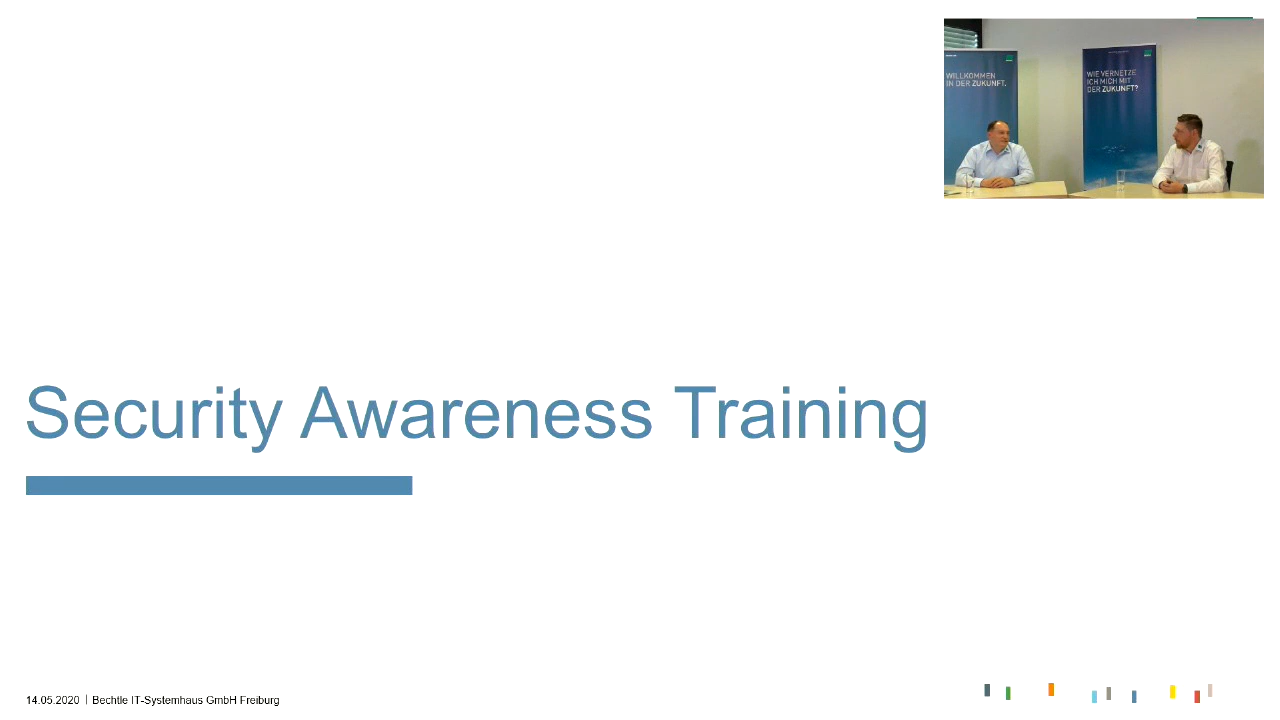 WILLKOMMEN
IN DER ZUKUNFT.
WIE VERNETZE
ICH MICH MIT
DER ZUKUNFT?
Security Awareness Training
14.05.2020 | Bechtle IT-Systemhaus GmbH Freiburg